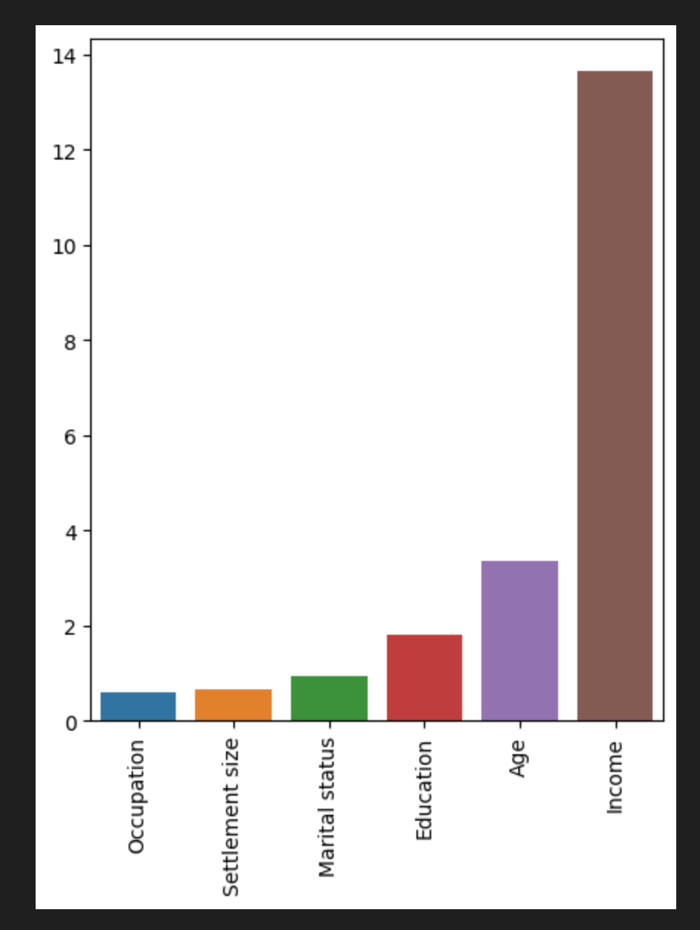 14
12
10
8
6
4
2
0
Occupation
Settlement size
Marital status
Education
Age
Income